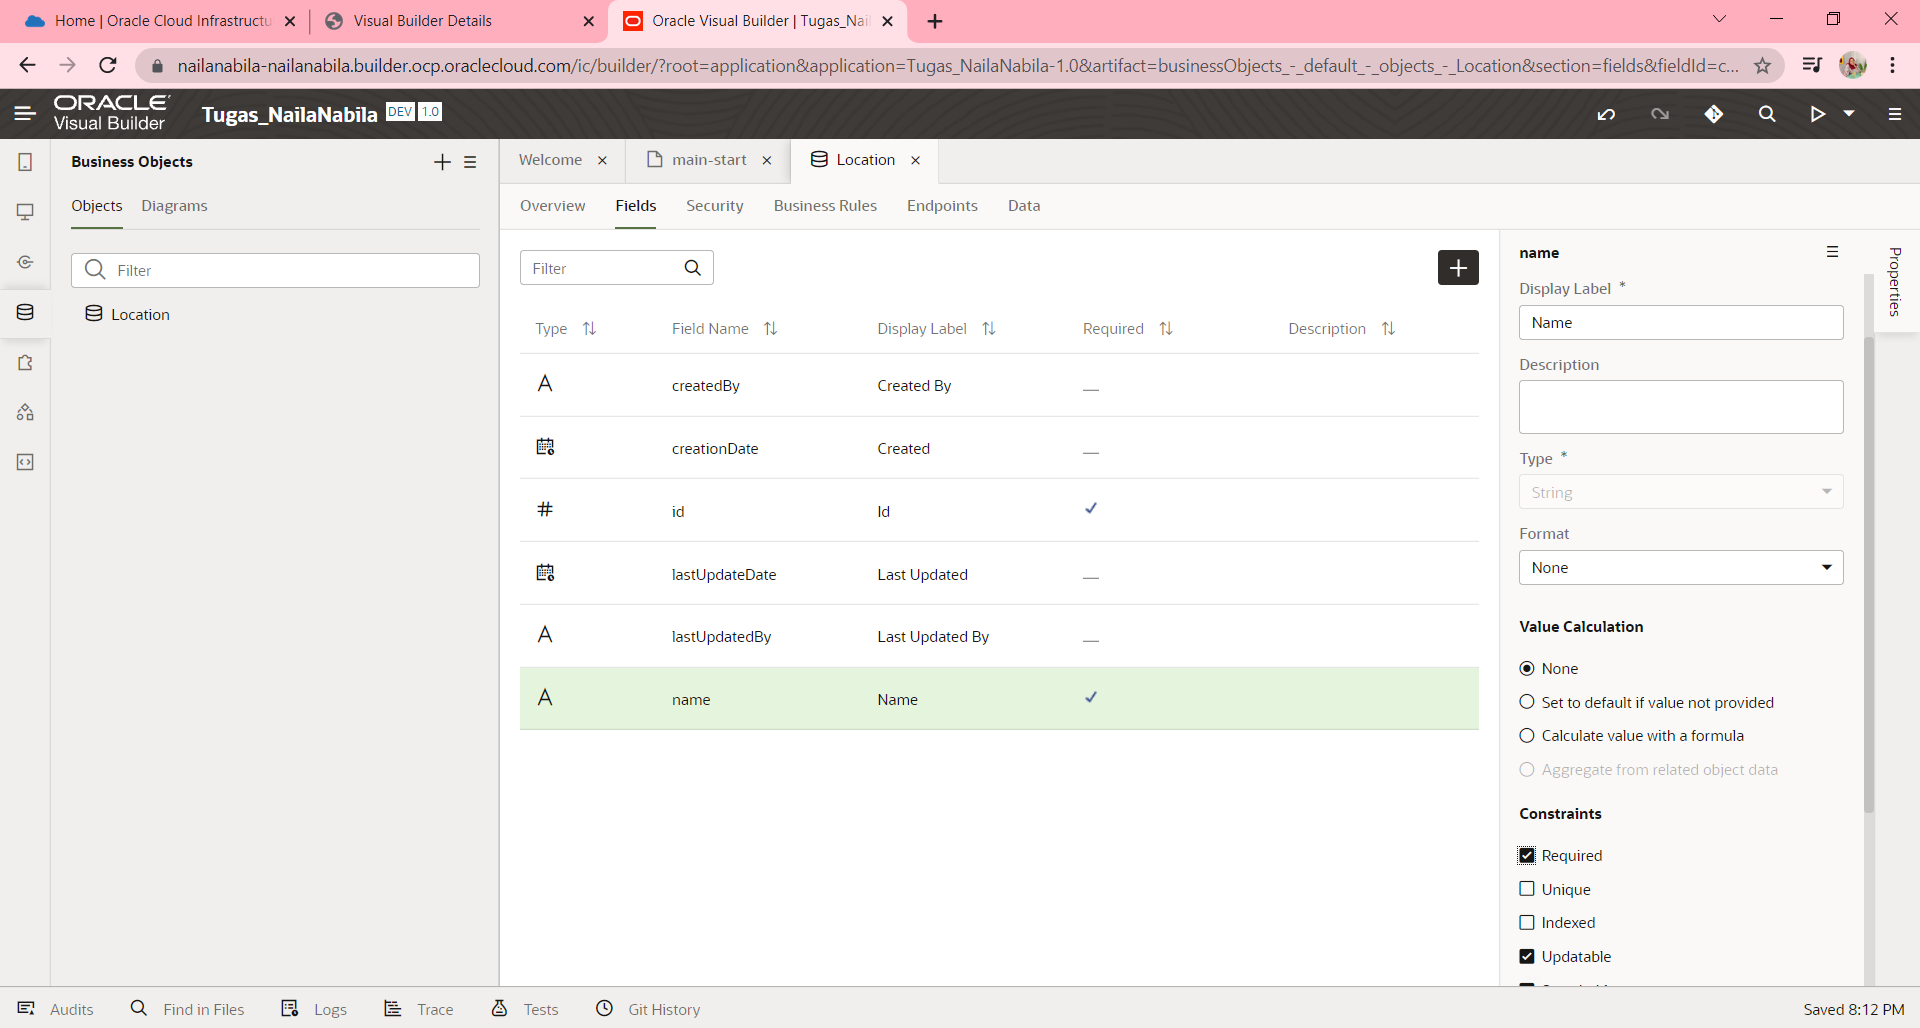 Home | Oracle Cloud Infrastructu
Visual Builder Details
Oracle Visual Builder | Tugas_Nail
nailanabila-nailanabila.builder.ocp.oraclecloud.com/ic/builder/?root=application&application=Tugas_NailaNabila-1.0&artifact=businessObjects_-_default_-_objects_-_Location&section=fields&fieldId=c...
ORACLE
Visual Builder
Tugas_NailaNabila DEV 1.0
Business Objects
Objects Diagrams
Filter
Location
Welcome main-start Location
Overview Fields Security Business Rules Endpoints Data
Filter
Type Field Name Display Label Required Description
createdBy Created By
creationDate Created
id Id
lastUpdateDate Last Updated
lastUpdatedBy Last Updated By
name Name
name
Properties
Display Label *
Name
Description
Type *
String
Format
None
Value Calculation
None
Set to default if value not provided
Calculate value with a formula
Aggregate from related object data
Constraints
Required
Unique
Indexed
Updatable
Audits Find in Files Logs Trace Tests Git History
Saved 8:12 PM